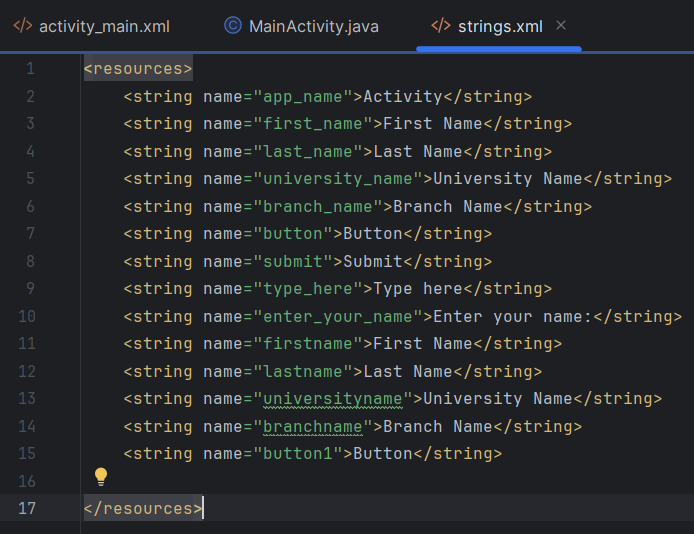 activity_main.xml MainActivity.java strings.xml
1 <resources>
2 <string name="app_name">Activity</string>
3 <string name="first_name">First Name</string>
4 <string name="last_name">Last Name</string>
5 <string name="university_name">University Name</string>
6 <string name="branch_name">Branch Name</string>
7 <string name="button">Button</string>
8 <string name="submit">Submit</string>
9 <string name="type_here">Type here</string>
10 <string name="enter_your_name">Enter your name:</string>
11 <string name="firstname">First Name</string>
12 <string name="lastname">Last Name</string>
13 <string name="universityname">University Name</string>
14 <string name="branchname">Branch Name</string>
15 <string name="button1">Button</string>
16
17 </resources>